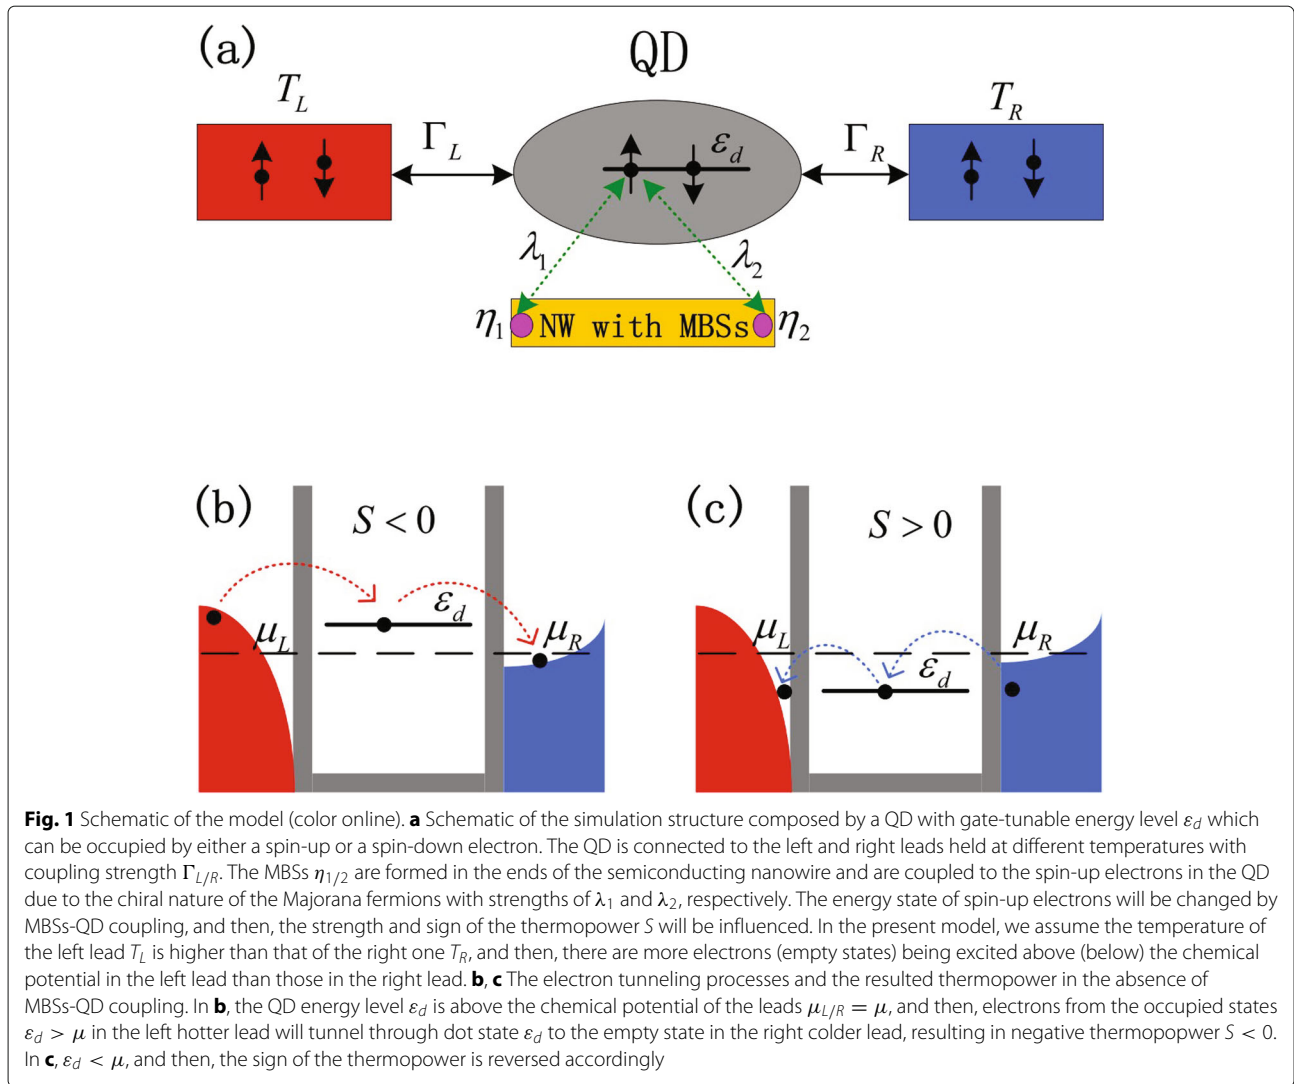 (a)
QD
T_L
T_R
Γ_L
ε_d
Γ_R
λ_1
λ_2
η_1 NW with MBSs η_2
(b)
S < 0
(c)
S > 0
ε_d
μ_L
μ_R
μ_L
μ_R
ε_d
Fig. 1 Schematic of the model (color online). a Schematic of the simulation structure composed by a QD with gate-tunable energy level ε_d which
can be occupied by either a spin-up or a spin-down electron. The QD is connected to the left and right leads held at different temperatures with
coupling strength Γ_{L/R}. The MBSs η_{1/2} are formed in the ends of the semiconducting nanowire and are coupled to the spin-up electrons in the QD
due to the chiral nature of the Majorana fermions with strengths of λ_1 and λ_2, respectively. The energy state of spin-up electrons will be changed by
MBSs-QD coupling, and then, the strength and sign of the thermopower S will be influenced. In the present model, we assume the temperature of
the left lead T_L is higher than that of the right one T_R, and then, there are more electrons (empty states) being excited above (below) the chemical
potential in the left lead than those in the right lead. b, c The electron tunneling processes and the resulted thermopower in the absence of
MBSs-QD coupling. In b, the QD energy level ε_d is above the chemical potential of the leads μ_{L/R} = μ, and then, electrons from the occupied states
ε_d > μ in the left hotter lead will tunnel through dot state ε_d to the empty state in the right colder lead, resulting in negative thermopopwer S < 0.
In c, ε_d < μ, and then, the sign of the thermopower is reversed accordingly